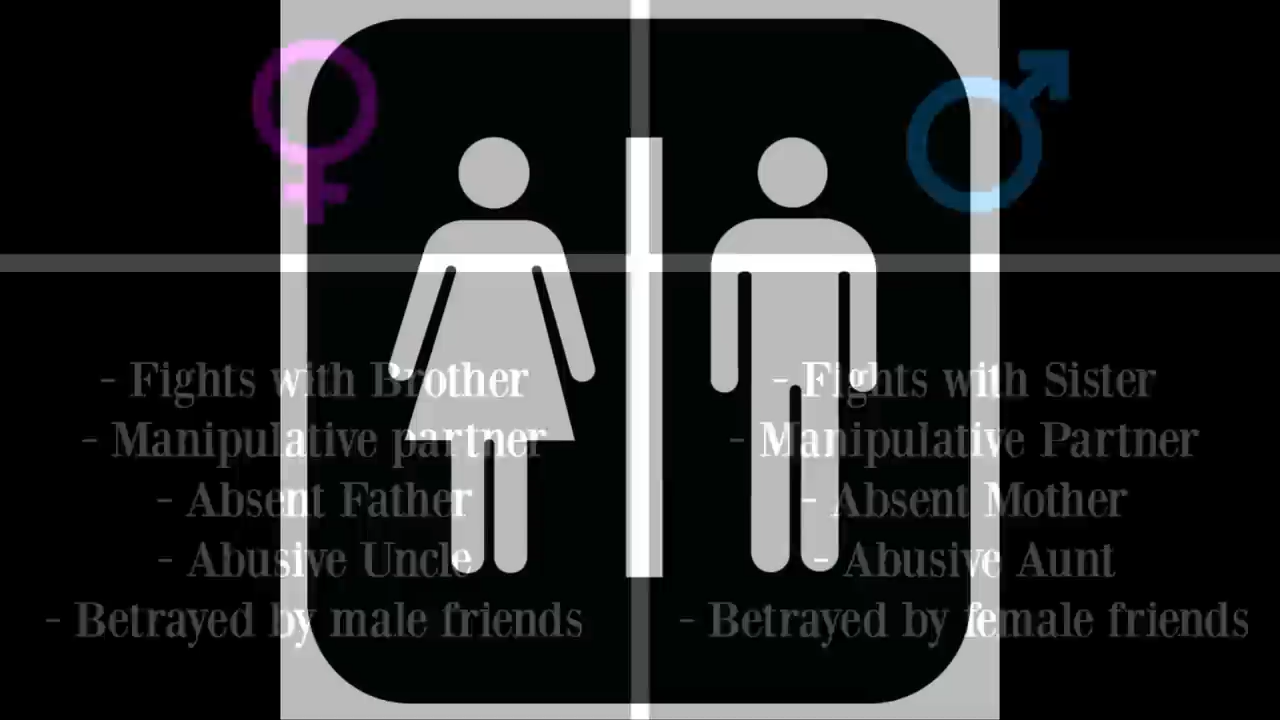 - Fights with Brother
- Manipulative partner
- Absent Father
- Abusive Uncle
- Betrayed by male friends
- Fights with Sister
- Manipulative Partner
- Absent Mother
- Abusive Aunt
- Betrayed by female friends